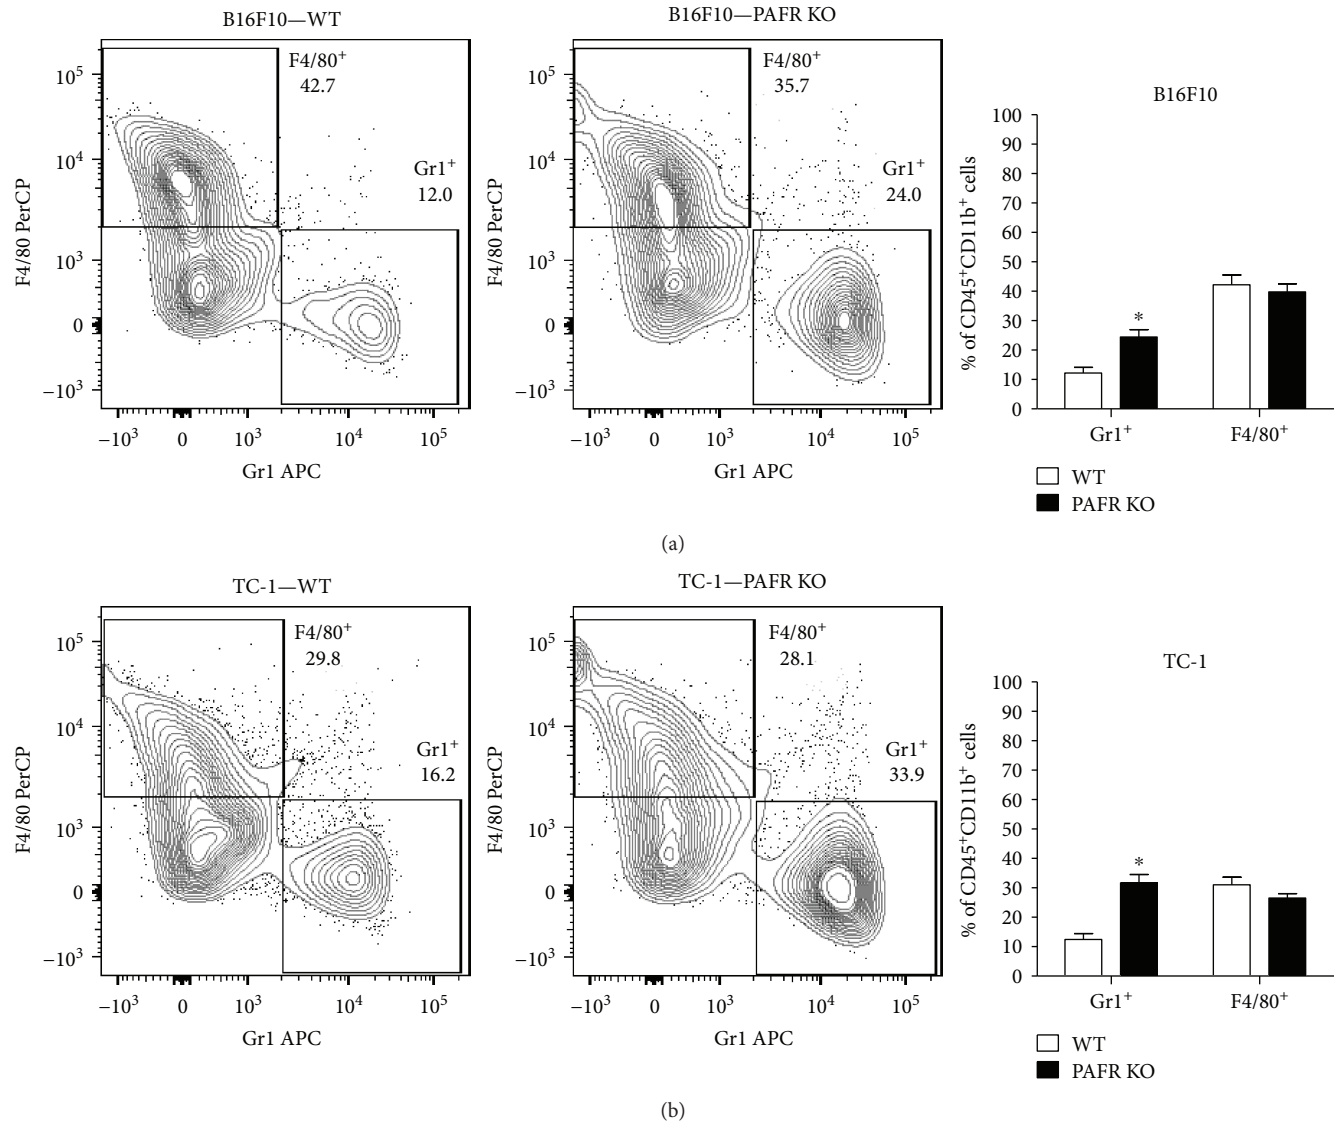 B16F10—WT
F4/80⁺
42.7
Gr1⁺
12.0
F4/80 PerCP
10⁵
10⁴
10³
0
−10³
−10³ 0 10³ 10⁴ 10⁵
Gr1 APC
B16F10—PAFR KO
F4/80⁺
35.7
Gr1⁺
24.0
F4/80 PerCP
10⁵
10⁴
10³
0
−10³
−10³ 0 10³ 10⁴ 10⁵
Gr1 APC
B16F10
% of CD45⁺CD11b⁺ cells
100
90
80
70
60
50
40
30
20
10
0
*
Gr1⁺ F4/80⁺
WT
PAFR KO
(a)
TC-1—WT
F4/80⁺
29.8
Gr1⁺
16.2
F4/80 PerCP
10⁵
10⁴
10³
0
−10³
−10³ 0 10³ 10⁴ 10⁵
Gr1 APC
TC-1—PAFR KO
F4/80⁺
28.1
Gr1⁺
33.9
F4/80 PerCP
10⁵
10⁴
10³
0
−10³
−10³ 0 10³ 10⁴ 10⁵
Gr1 APC
TC-1
% of CD45⁺CD11b⁺ cells
100
90
80
70
60
50
40
30
20
10
0
*
Gr1⁺ F4/80⁺
WT
PAFR KO
(b)